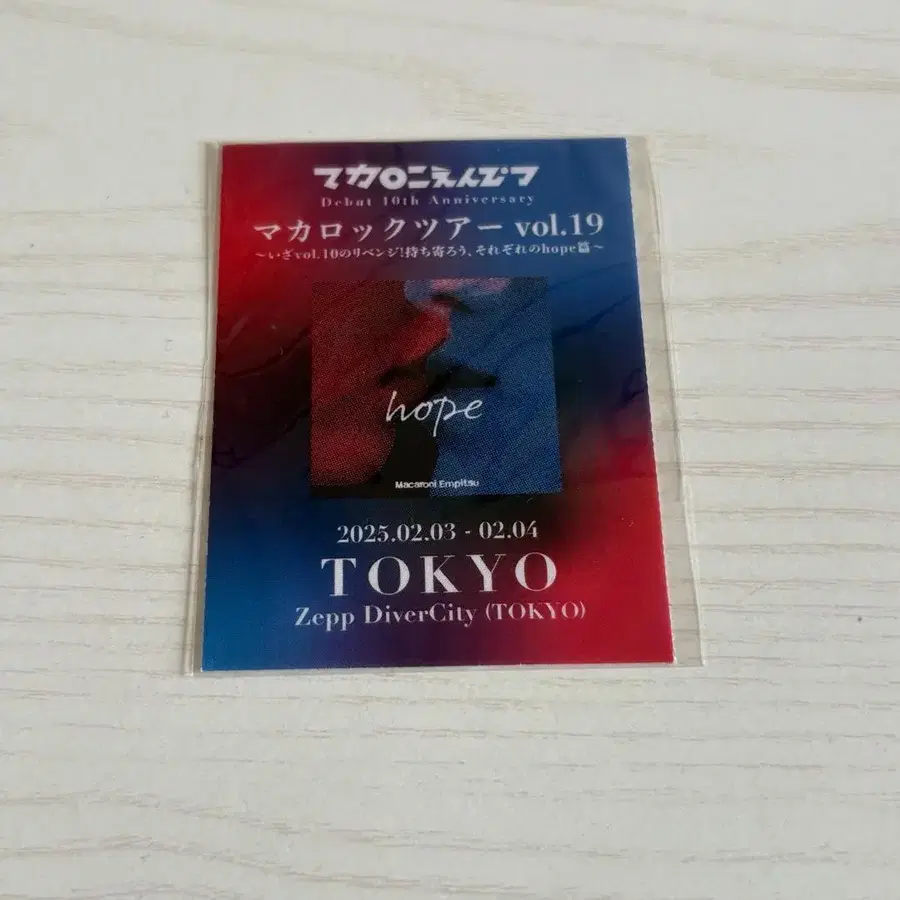 マカロニえんぴつ
Debut 10th Anniversary
マカロックツアー vol.19
～いざvol.10のリベンジ！持ち寄ろう、それぞれのhope篇～
hope
Macaroni Empitsu
2025.02.03 - 02.04
TOKYO
Zepp DiverCity (TOKYO)